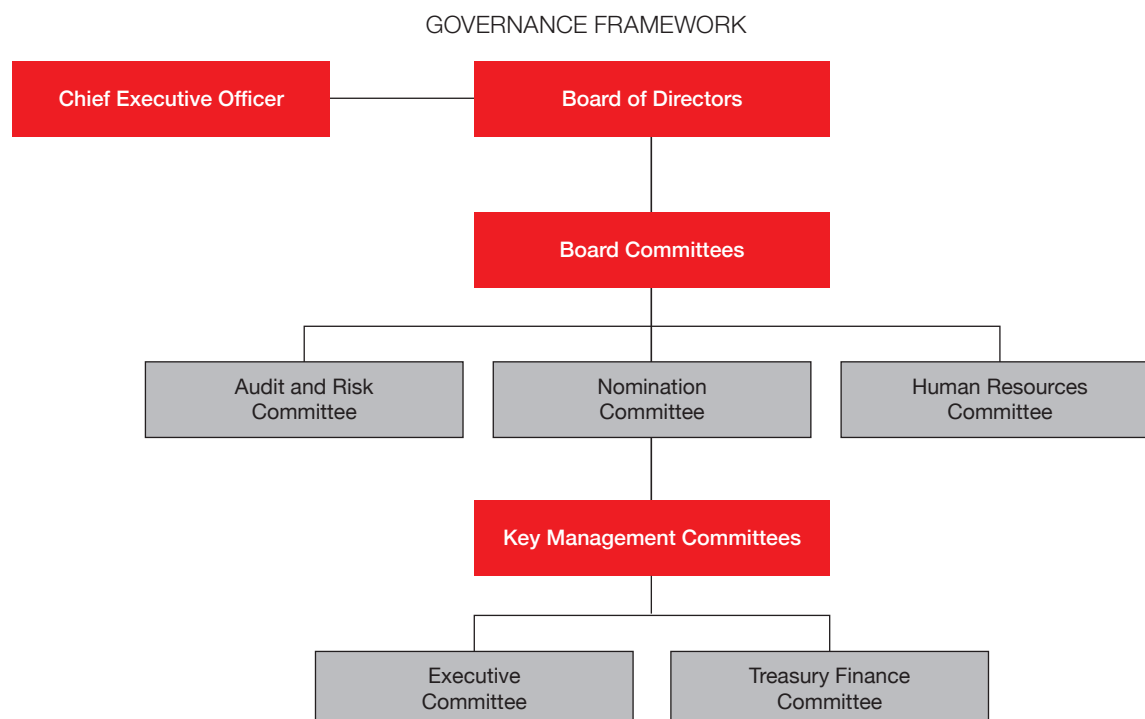 GOVERNANCE FRAMEWORK
Chief Executive Officer
Board of Directors
Board Committees
Audit and Risk
Committee
Nomination
Committee
Human Resources
Committee
Key Management Committees
Executive
Committee
Treasury Finance
Committee